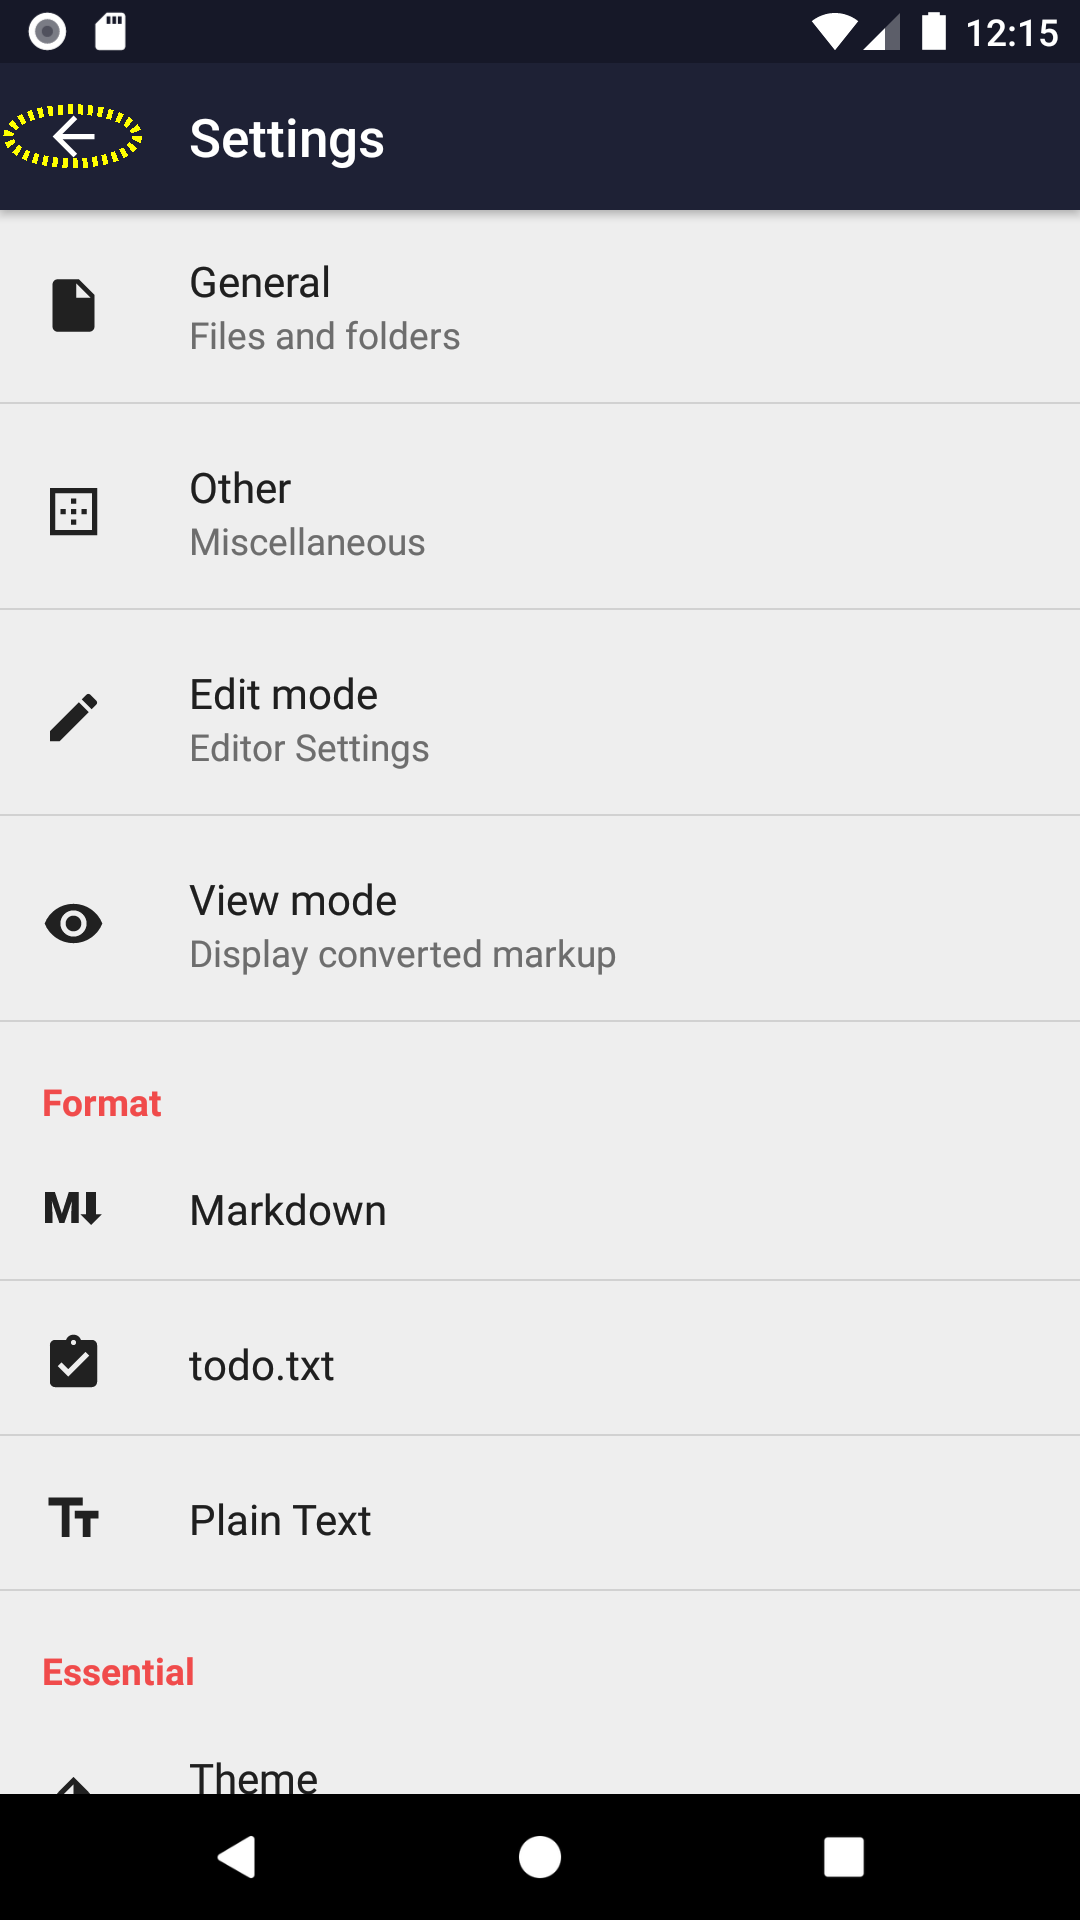 12:15
Settings
General
Files and folders
Other
Miscellaneous
Edit mode
Editor Settings
View mode
Display converted markup
Format
M Markdown
todo.txt
Tт Plain Text
Essential
Theme